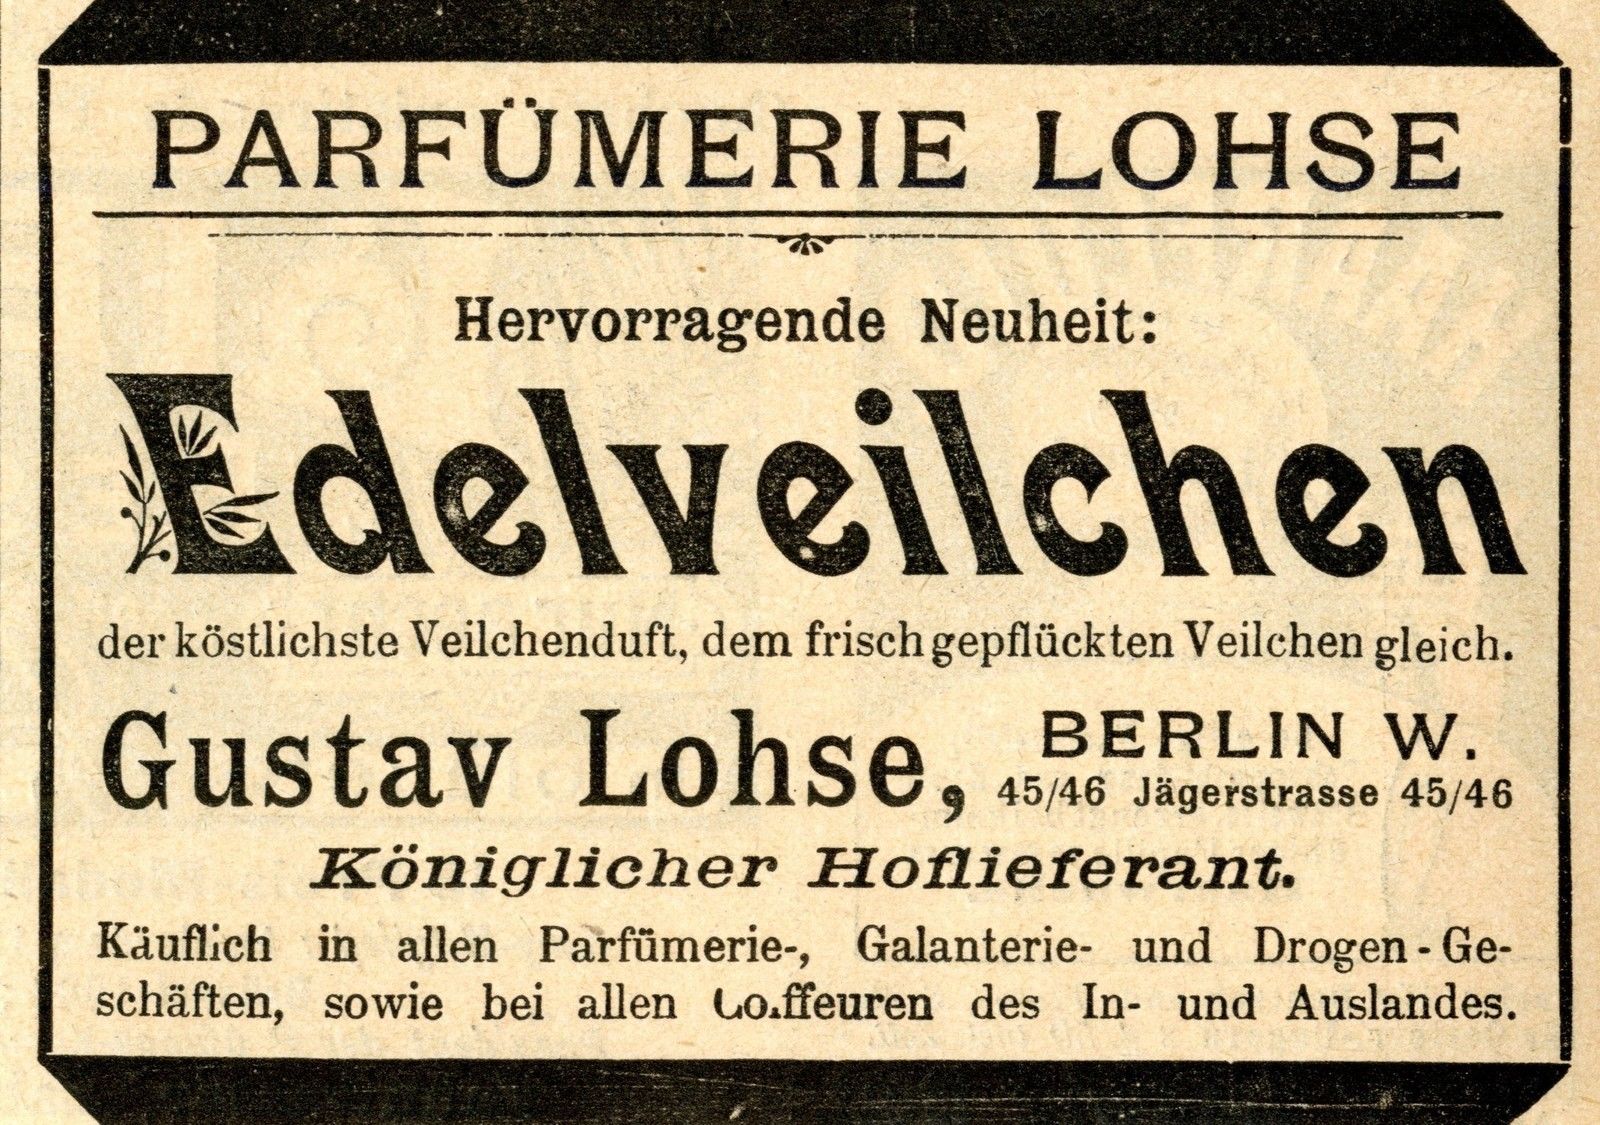 PARFÜMERIE LOHSE
Hervorragende Neuheit:
Edelveilchen
der köstlichste Veilchenduft, dem frisch gepflückten Veilchen gleich.
Gustav Lohse, BERLIN W.
45/46 Jägerstrasse 45/46
Königlicher Hoflieferant.
Käuflich in allen Parfümerie-, Galanterie- und Drogen-Ge-
schäften, sowie bei allen Coiffeuren des In- und Auslandes.